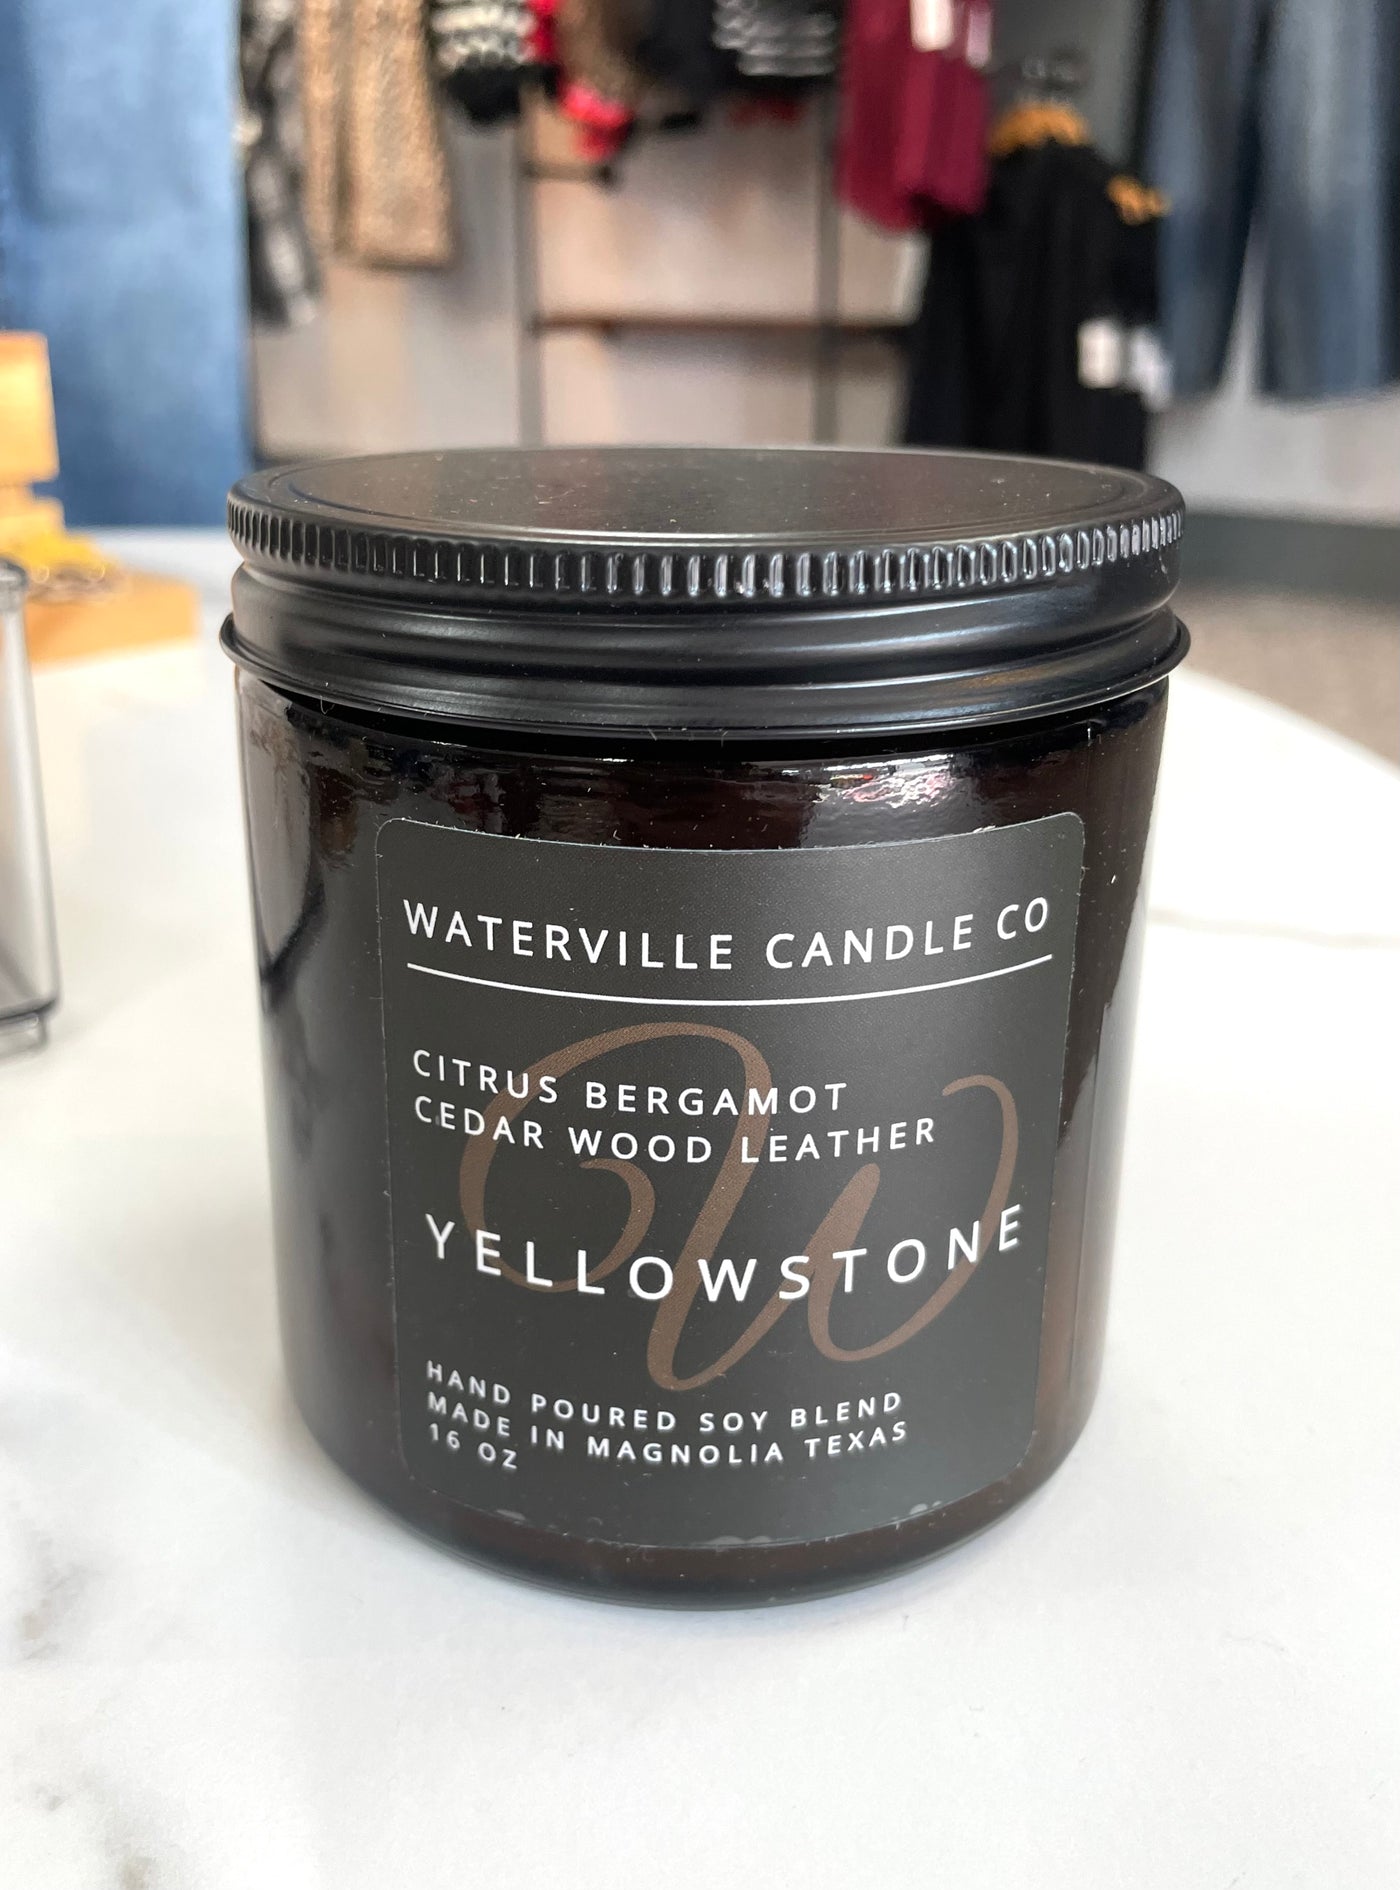 WATERVILLE CANDLE CO
CITRUS BERGAMOT
CEDAR WOOD LEATHER
W
YELLOWSTONE
HAND POURED SOY BLEND
MADE IN MAGNOLIA TEXAS
16 OZ